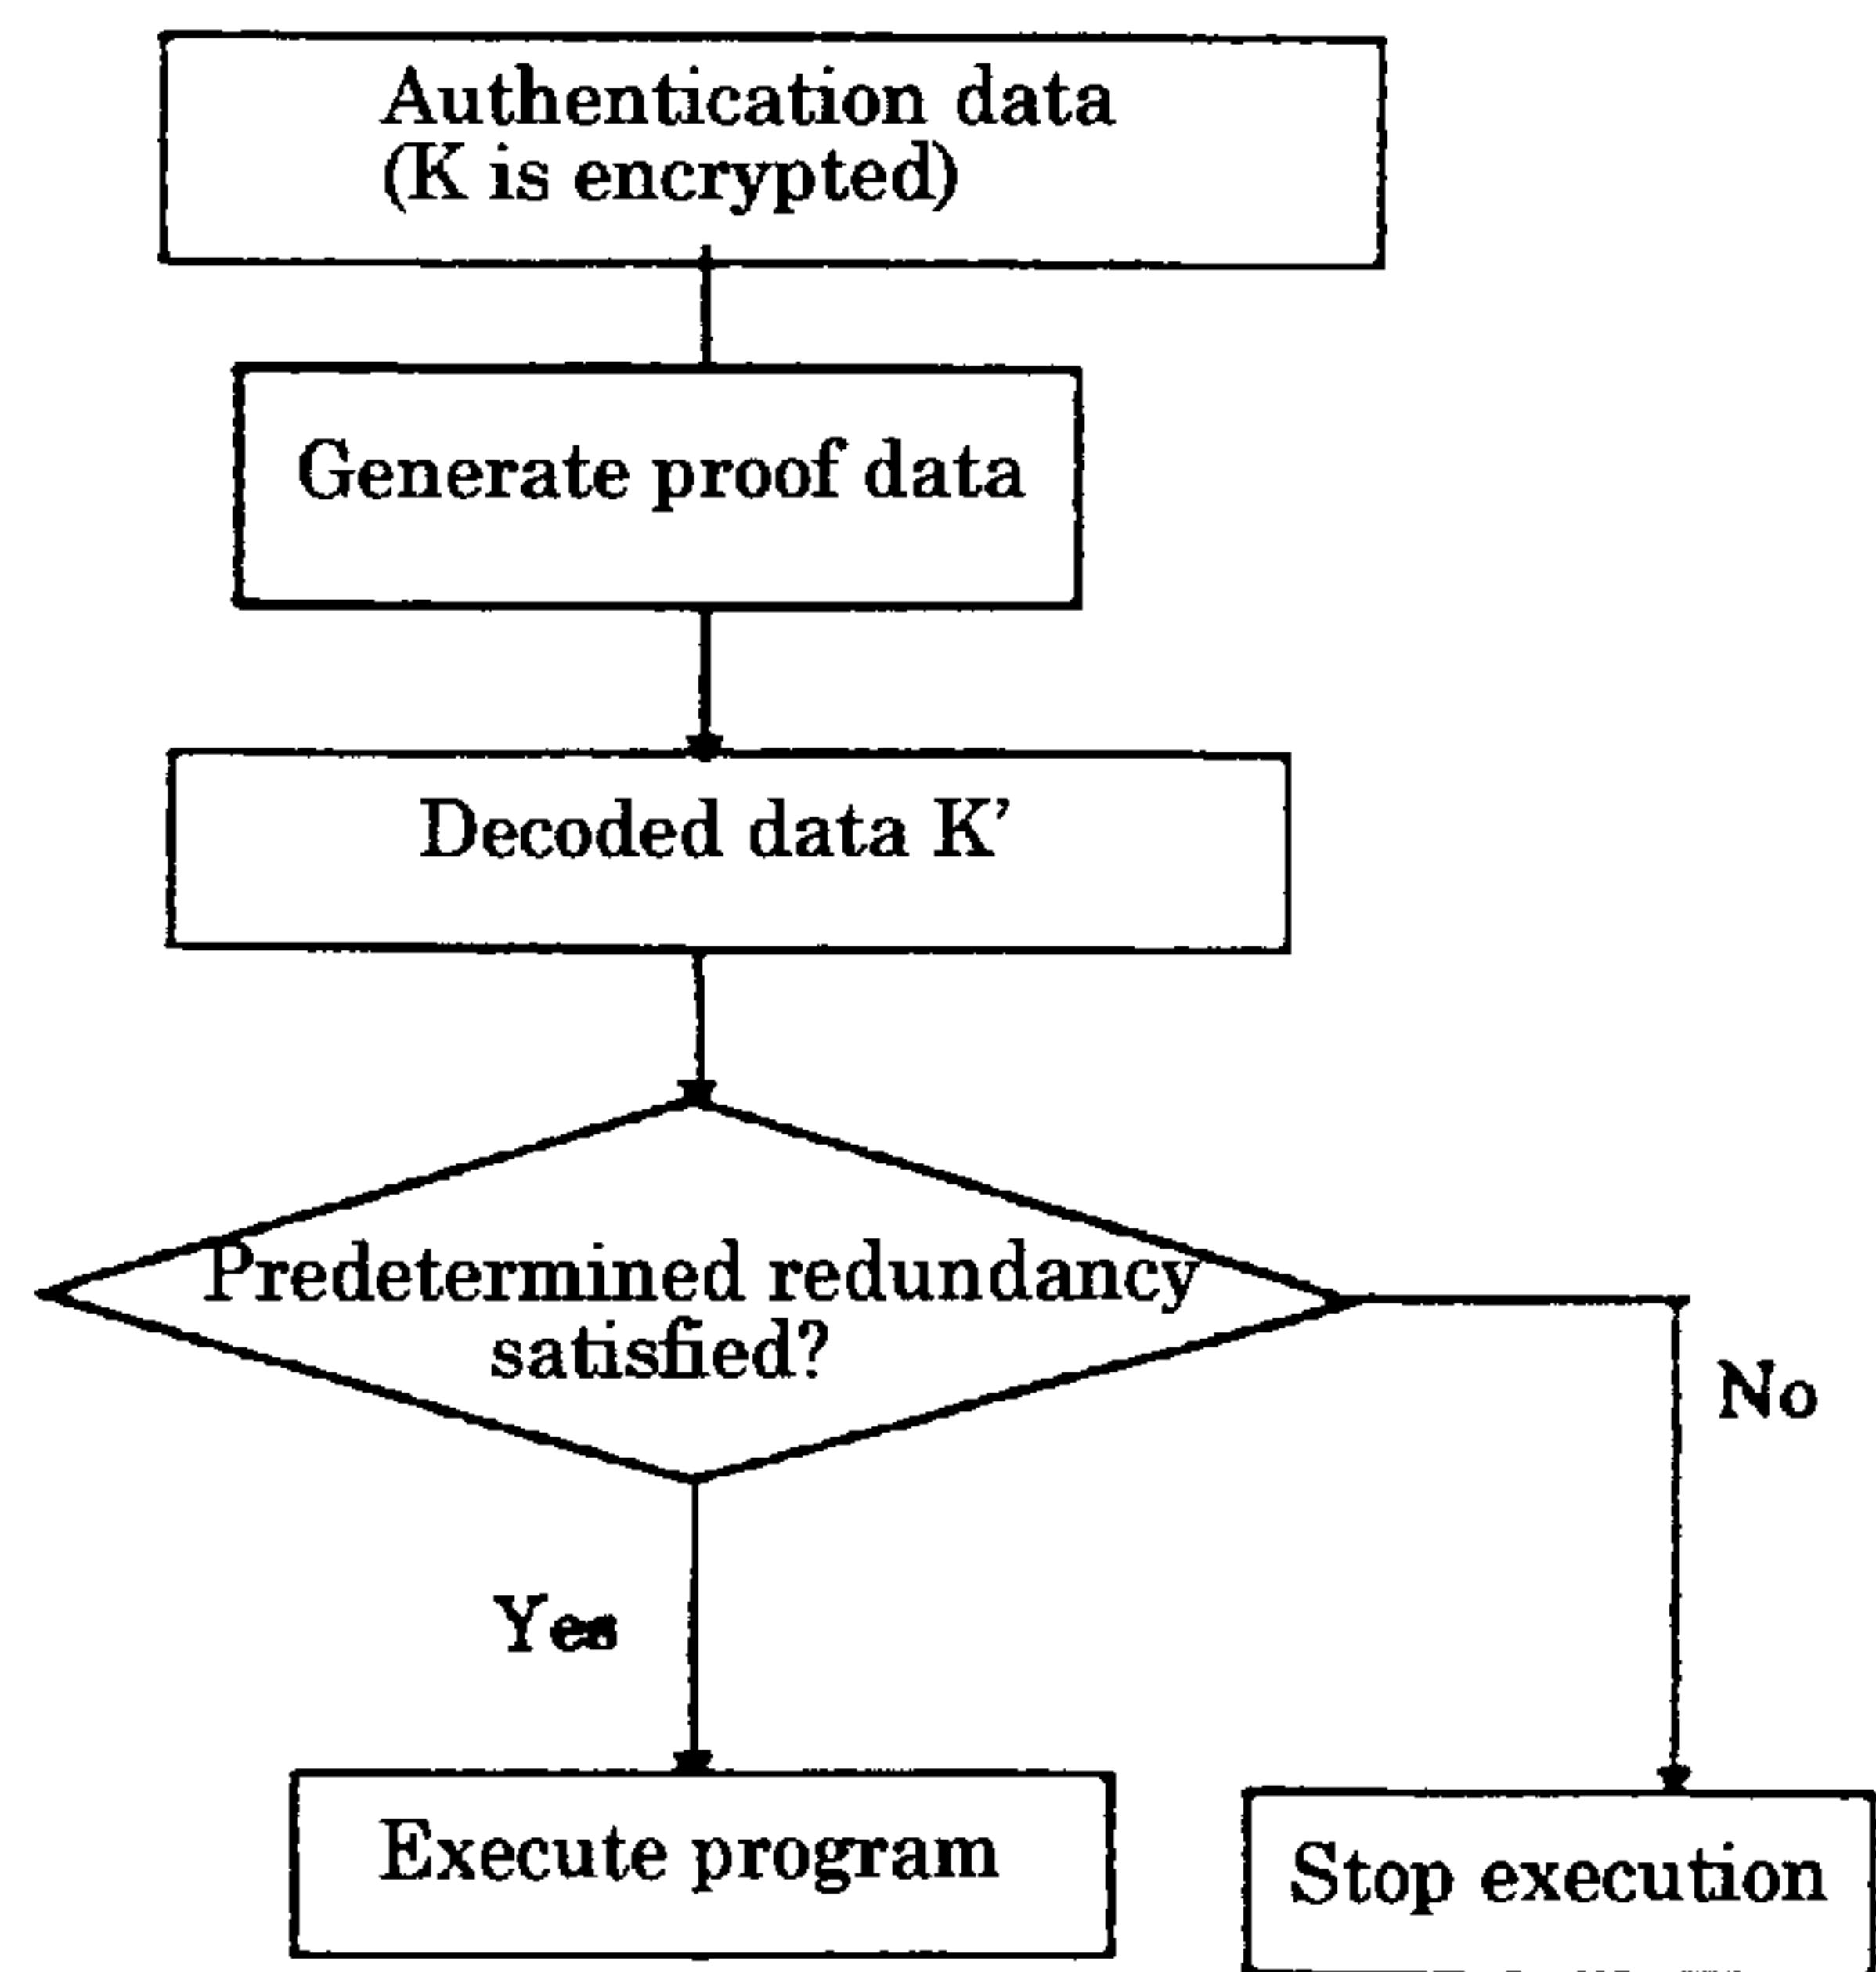 Authentication data
(K is encrypted)
Generate proof data
Decoded data K’
Predetermined redundancy
satisfied?
No
Yes
Execute program
Stop execution